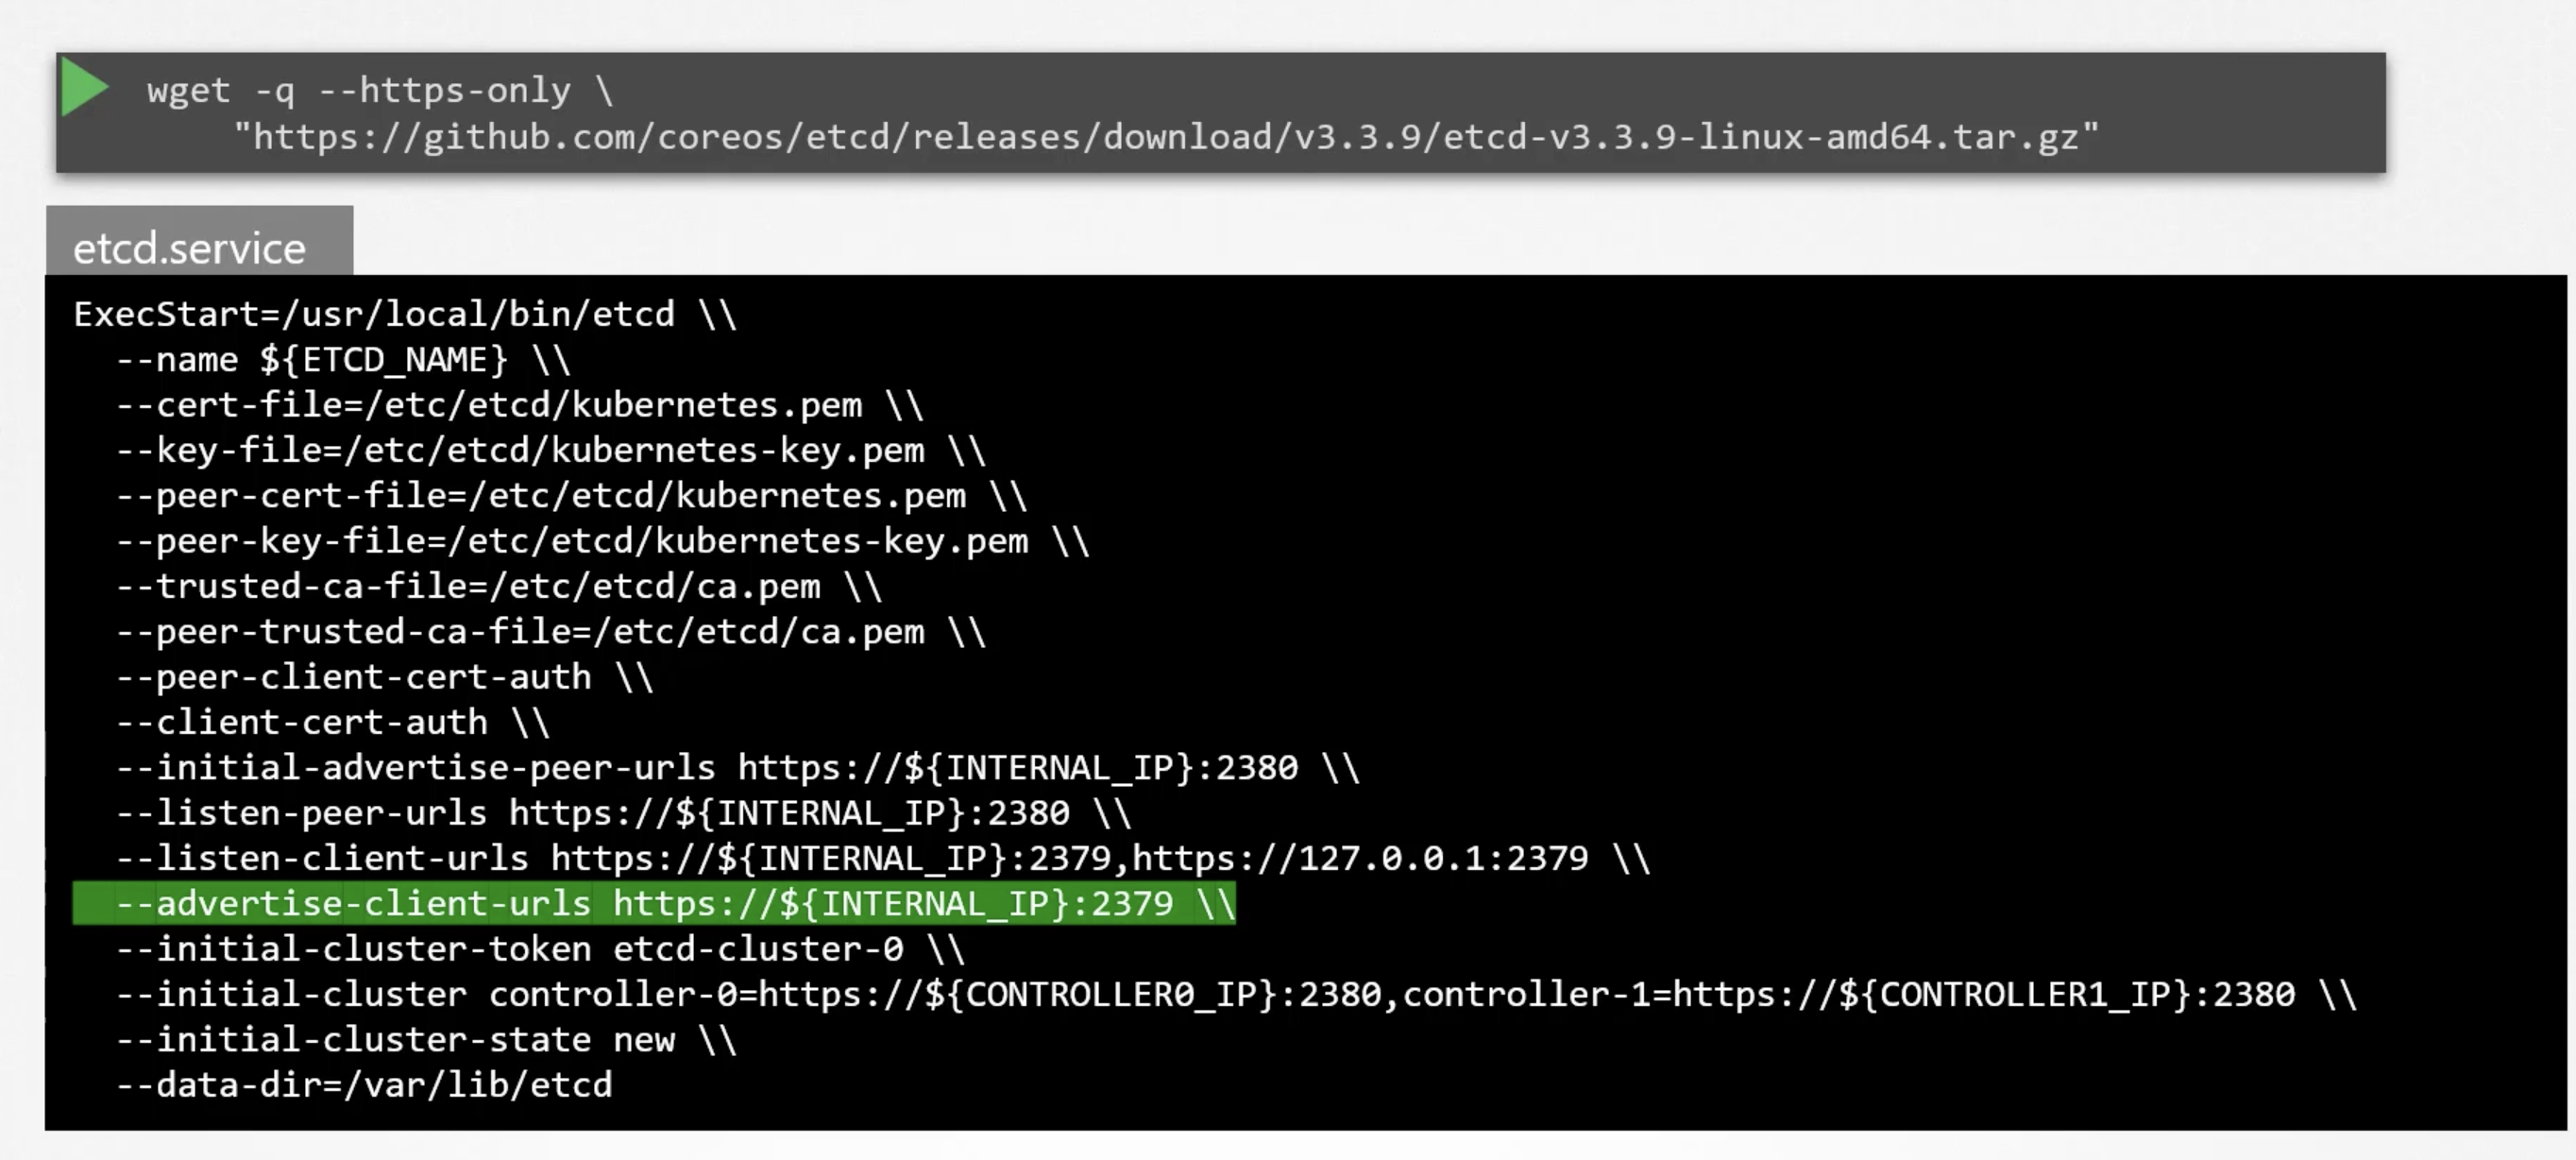 wget -q --https-only \
"https://github.com/coreos/etcd/releases/download/v3.3.9/etcd-v3.3.9-linux-amd64.tar.gz"
etcd.service
ExecStart=/usr/local/bin/etcd \\
--name ${ETCD_NAME} \\
--cert-file=/etc/etcd/kubernetes.pem \\
--key-file=/etc/etcd/kubernetes-key.pem \\
--peer-cert-file=/etc/etcd/kubernetes.pem \\
--peer-key-file=/etc/etcd/kubernetes-key.pem \\
--trusted-ca-file=/etc/etcd/ca.pem \\
--peer-trusted-ca-file=/etc/etcd/ca.pem \\
--peer-client-cert-auth \\
--client-cert-auth \\
--initial-advertise-peer-urls https://${INTERNAL_IP}:2380 \\
--listen-peer-urls https://${INTERNAL_IP}:2380 \\
--listen-client-urls https://${INTERNAL_IP}:2379,https://127.0.0.1:2379 \\
--advertise-client-urls https://${INTERNAL_IP}:2379 \\
--initial-cluster-token etcd-cluster-0 \\
--initial-cluster controller-0=https://${CONTROLLER0_IP}:2380,controller-1=https://${CONTROLLER1_IP}:2380 \\
--initial-cluster-state new \\
--data-dir=/var/lib/etcd